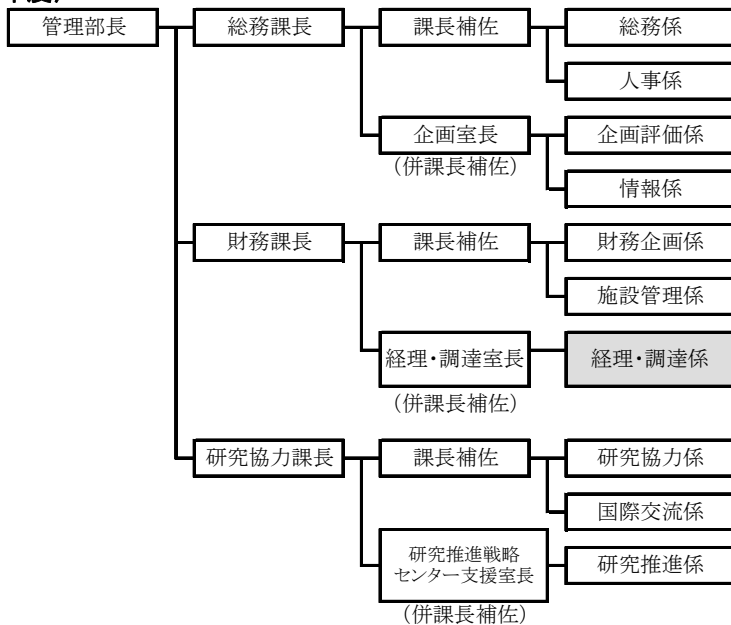 管理部長 総務課長 課長補佐 総務係
人事係
企画室長 企画評価係
(併課長補佐)
情報係
財務課長 課長補佐 財務企画係
施設管理係
経理・調達室長 経理・調達係
(併課長補佐)
研究協力課長 課長補佐 研究協力係
国際交流係
研究推進戦略
センター支援室長 研究推進係
(併課長補佐)